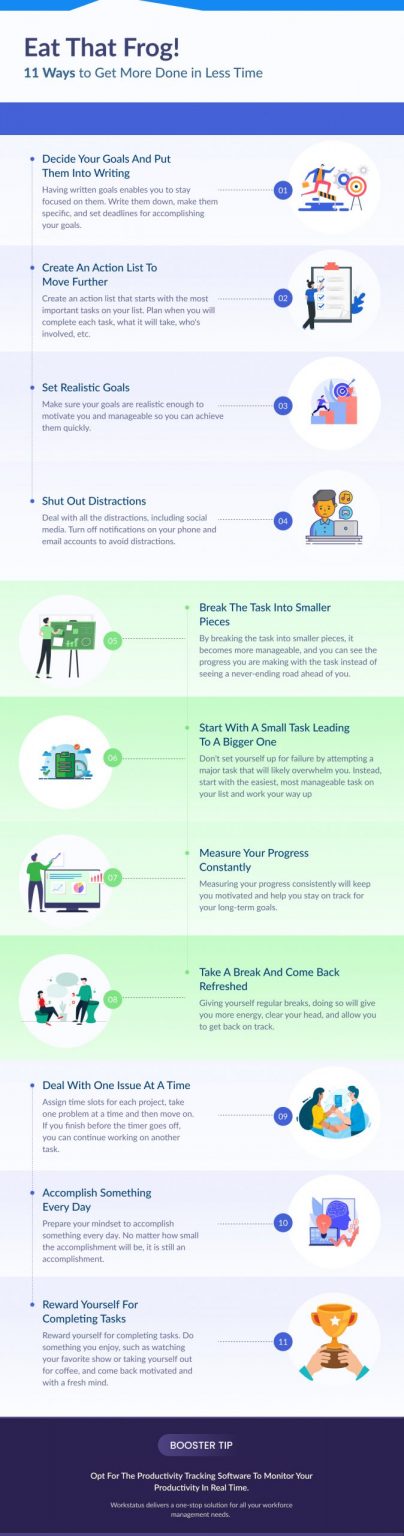 Eat That Frog!
11 Ways to Get More Done in Less Time
Decide Your Goals And Put
Them Into Writing
Having written goals enables you to stay
focused on them. Write them down, make them
specific, and set deadlines for accomplishing
your goals.
01
Create An Action List To
Move Further
Create an action list that starts with the most
important tasks on your list. Plan when you will
complete each task, what it will take, who's
involved, etc.
02
Set Realistic Goals
Make sure your goals are realistic enough to
motivate you and manageable so you can achieve
them quickly.
03
Shut Out Distractions
Deal with all the distractions, including social
media. Turn off notifications on your phone and
email accounts to avoid distractions.
04
05
Break The Task Into Smaller
Pieces
By breaking the task into smaller pieces, it
becomes more manageable, and you can see the
progress you are making with the task instead of
seeing a never-ending road ahead of you.
06
Start With A Small Task Leading
To A Bigger One
Don't set yourself up for failure by attempting a
major task that will likely overwhelm you. Instead,
start with the easiest, most manageable task on
your list and work your way up
07
Measure Your Progress
Constantly
Measuring your progress consistently will keep
you motivated and help you stay on track for
your long-term goals.
08
Take A Break And Come Back
Refreshed
Giving yourself regular breaks, doing so will give
you more energy, clear your head, and allow you
to get back on track.
Deal With One Issue At A Time
Assign time slots for each project, take
one problem at a time and then move on.
If you finish before the timer goes off,
you can continue working on another
task.
09
Accomplish Something
Every Day
Prepare your mindset to accomplish
something every day. No matter how small
the accomplishment will be, it is still an
accomplishment.
10
Reward Yourself For
Completing Tasks
Reward yourself for completing tasks. Do
something you enjoy, such as watching
your favorite show or taking yourself out
for coffee, and come back motivated and
with a fresh mind.
11
BOOSTER TIP
Opt For The Productivity Tracking Software To Monitor Your
Productivity In Real Time.
Workstatus delivers a one-stop solution for all your workforce
management needs.